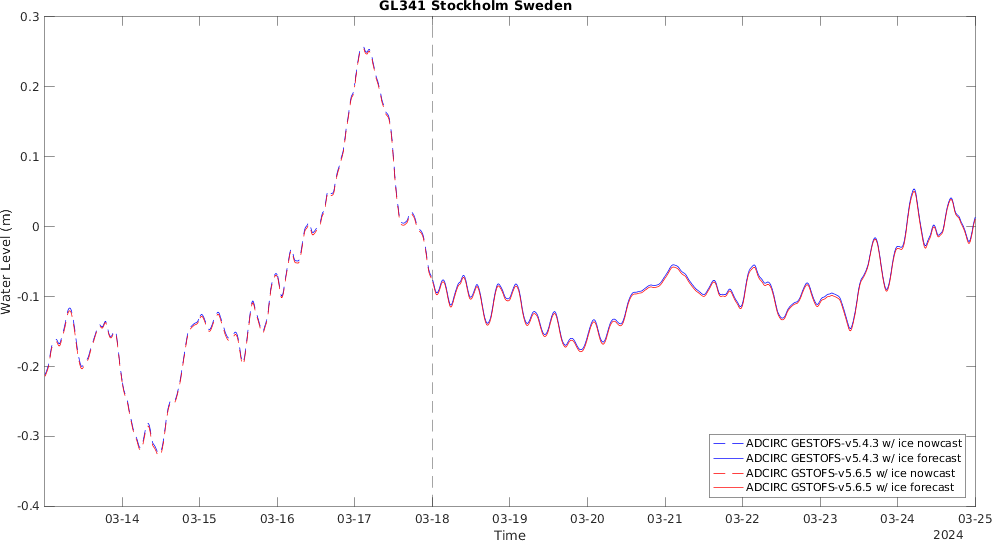 GL341 Stockholm Sweden
0.3
0.2
0.1
0
-0.1
-0.2
-0.3
-0.4
Water Level (m)
ADCIRC GESTOFS-v5.4.3 w/ ice nowcast
ADCIRC GESTOFS-v5.4.3 w/ ice forecast
ADCIRC GSTOFS-v5.6.5 w/ ice nowcast
ADCIRC GSTOFS-v5.6.5 w/ ice forecast
03-14 03-15 03-16 03-17 03-18 03-19 03-20 03-21 03-22 03-23 03-24 03-25
Time
2024